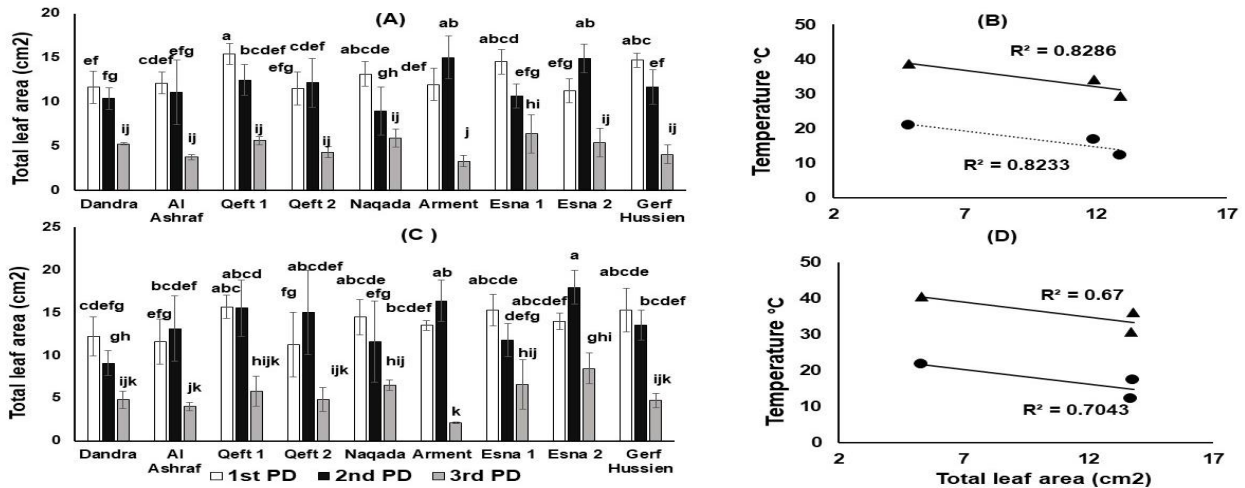 (A)
Total leaf area (cm2)
20
15
10
5
0
ef
fg
ij
cdef
efg
ij
a
bcdef
ij
efg
cdef
ij
abcde
gh
ij
def
ab
j
abcd
efg
hi
efg
ab
ij
abc
ef
ij
Dandra
Al Ashraf
Qeft 1
Qeft 2
Naqada
Arment
Esna 1
Esna 2
Gerf Hussien
(B)
Temperature °C
50
40
30
20
10
0
R² = 0.8286
R² = 0.8233
2
7
12
17
(C )
Total leaf area (cm2)
25
20
15
10
5
0
cdefg
gh
ijk
efg
bcdef
jk
abc
abcd
hijk
fg
abcdef
ijk
abcde
efg
hij
bcdef
ab
k
abcde
defg
hij
abcdef
a
ghi
abcde
bcdef
ijk
Dandra
Al Ashraf
Qeft 1
Qeft 2
Naqada
Arment
Esna 1
Esna 2
Gerf Hussien
1st PD
2nd PD
3rd PD
(D)
Temperature °C
50
40
30
20
10
0
R² = 0.67
R² = 0.7043
2
7
12
17
Total leaf area (cm2)